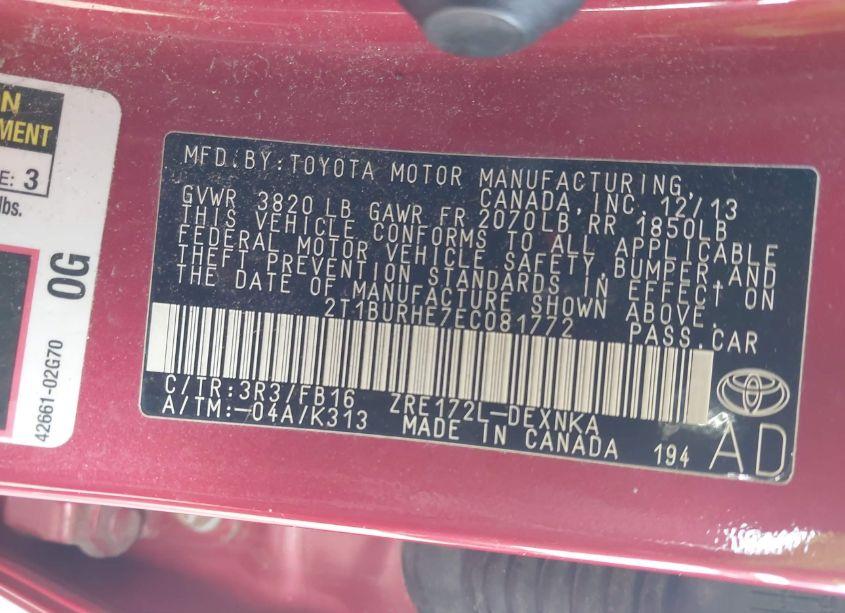 N
MENT
E: 3
lbs.
0G
42661-02G70
MFD.BY:TOYOTA MOTOR MANUFACTURING,
CANADA, INC. 12/13
GVWR 3820 LB GAWR FR 2070LB RR 1850LB
THIS VEHICLE CONFORMS TO ALL APPLICABLE
FEDERAL MOTOR VEHICLE SAFETY,BUMPER,AND
THEFT PREVENTION STANDARDS IN EFFECT ON
THE DATE OF MANUFACTURE SHOWN ABOVE.
2T1BURHE7EC081772 PASS.CAR
C/TR:3R3/FB16 ZRE172L-DEXNKA
A/TM:-04A/K313 MADE IN CANADA 194 AD